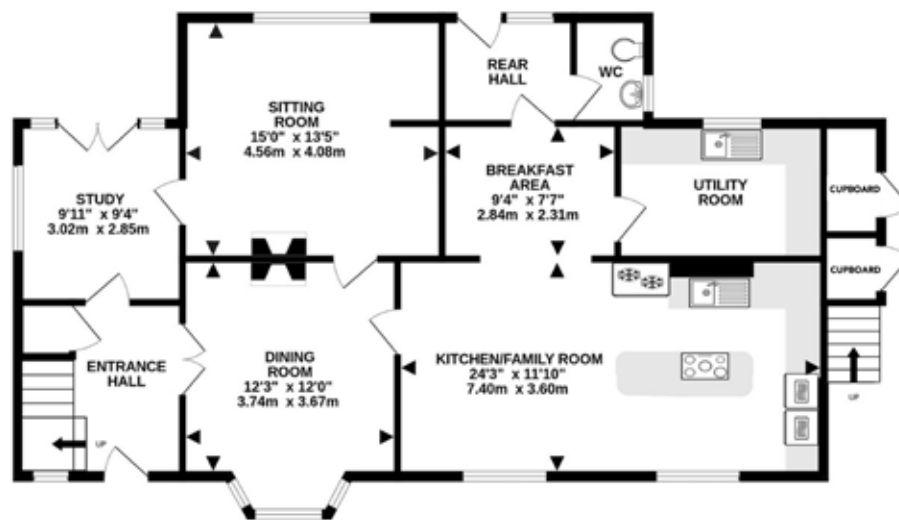 REAR
HALL
WC
SITTING
ROOM
15'0" x 13'5"
4.56m x 4.08m
BREAKFAST
AREA
9'4" x 7'7"
2.84m x 2.31m
UTILITY
ROOM
CUPBOARD
STUDY
9'11" x 9'4"
3.02m x 2.85m
CUPBOARD
ENTRANCE
HALL
DINING
ROOM
12'3" x 12'0"
3.74m x 3.67m
KITCHEN/FAMILY ROOM
24'3" x 11'10"
7.40m x 3.60m
UP
UP